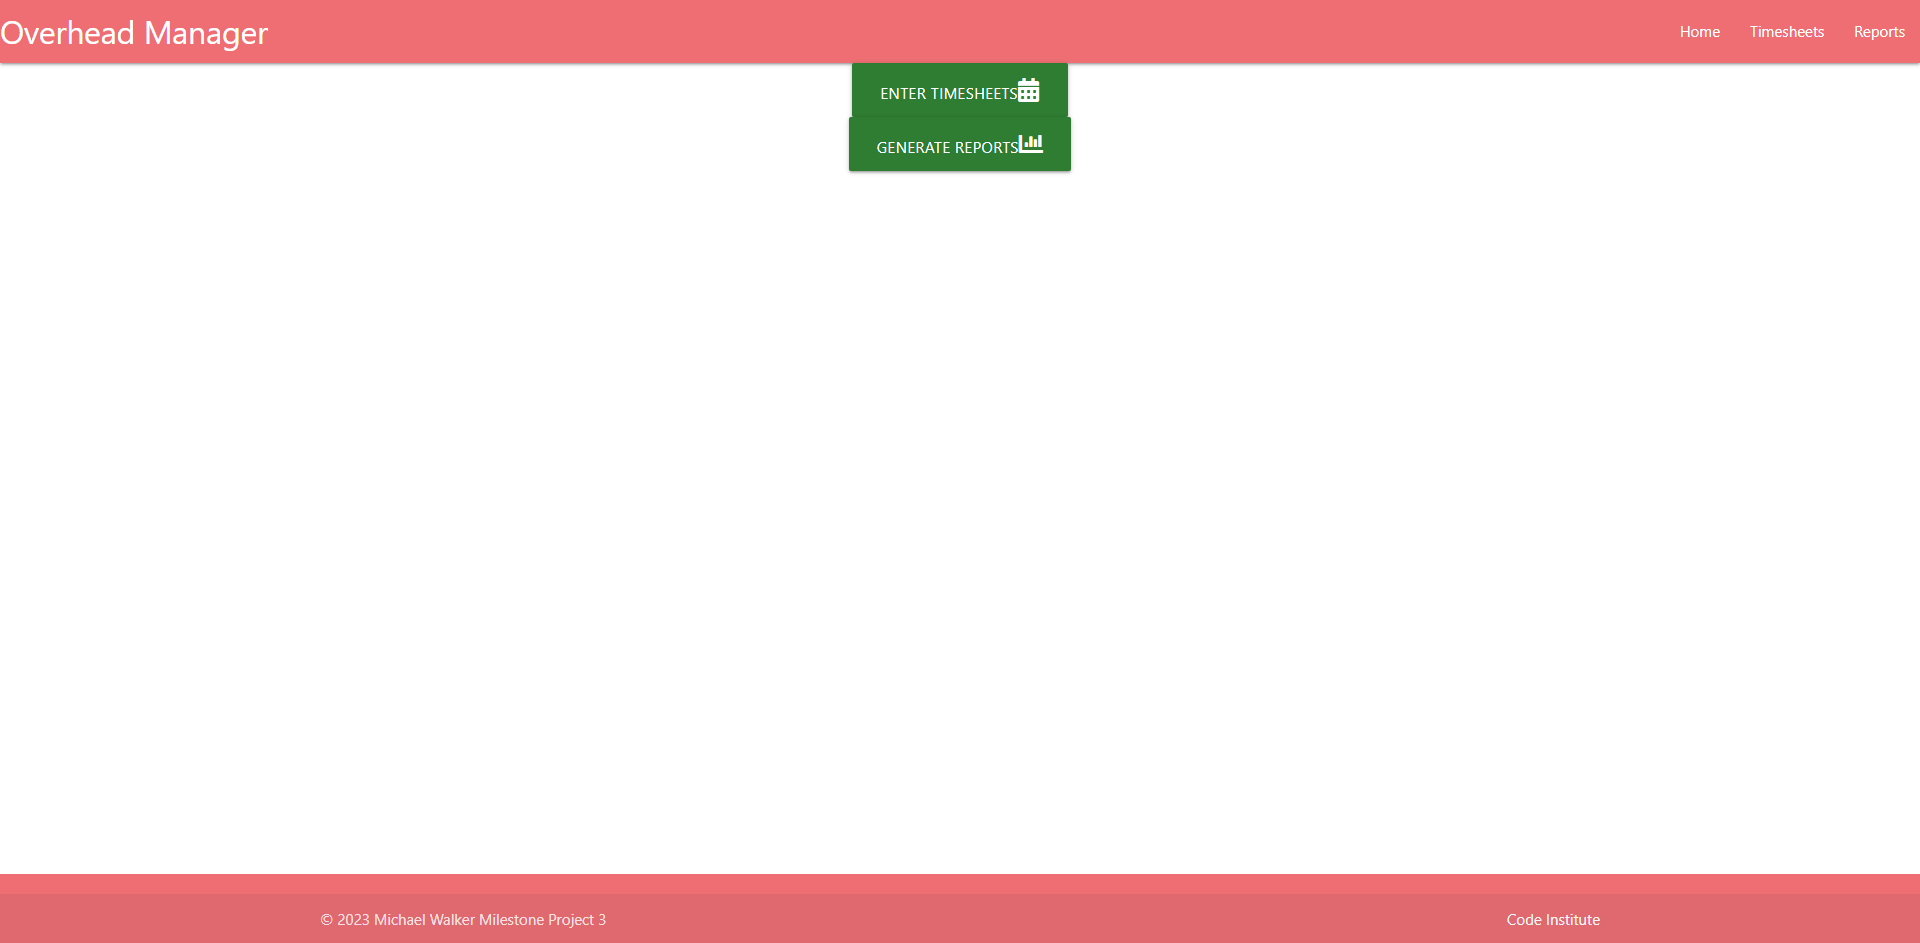 Overhead Manager
Home Timesheets Reports
ENTER TIMESHEETS
GENERATE REPORTS
© 2023 Michael Walker Milestone Project 3
Code Institute